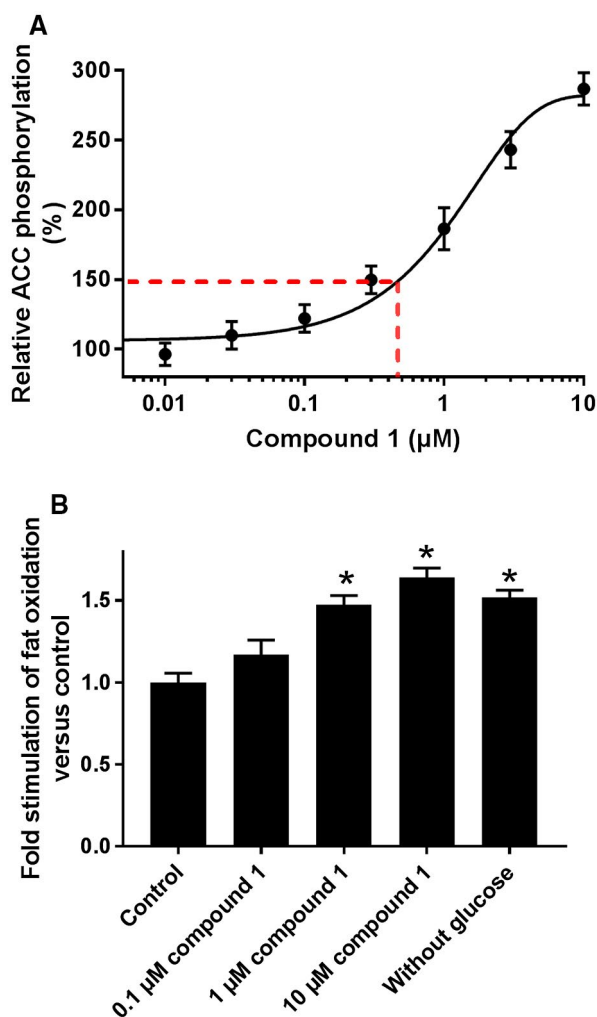 A
Relative ACC phosphorylation
(%)
300
250
200
150
100
0.01
0.1
1
10
Compound 1 (µM)
B
Fold stimulation of fat oxidation
versus control
1.5
1.0
0.5
0.0
*
*
*
Control
0.1 µM compound 1
1 µM compound 1
10 µM compound 1
Without glucose